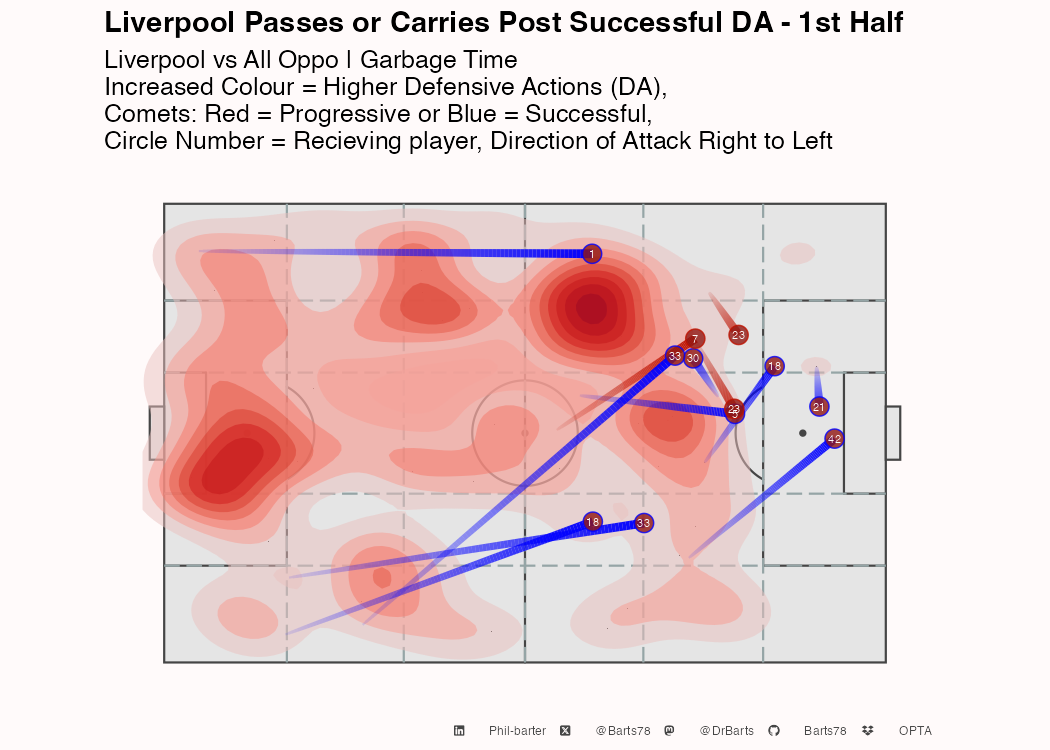 Liverpool Passes or Carries Post Successful DA - 1st Half
Liverpool vs All Oppo | Garbage Time
Increased Colour = Higher Defensive Actions (DA),
Comets: Red = Progressive or Blue = Successful,
Circle Number = Recieving player, Direction of Attack Right to Left
1
7
23
33 30
18
23
21
42
18 33
Phil-barter @Barts78 @DrBarts Barts78 OPTA